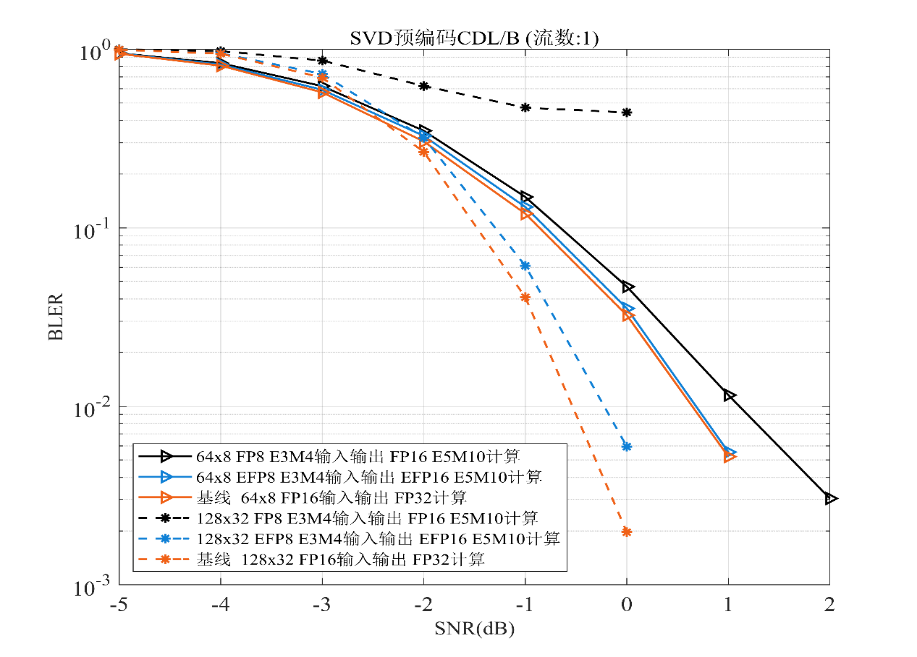 SVD预编码CDL/B (流数:1)
10^0
10^-1
10^-2
10^-3
BLER
64x8 FP8 E3M4输入输出 FP16 E5M10计算
64x8 EFP8 E3M4输入输出 EFP16 E5M10计算
基线 64x8 FP16输入输出 FP32计算
128x32 FP8 E3M4输入输出 FP16 E5M10计算
128x32 EFP8 E3M4输入输出 EFP16 E5M10计算
基线 128x32 FP16输入输出 FP32计算
-5 -4 -3 -2 -1 0 1 2
SNR(dB)